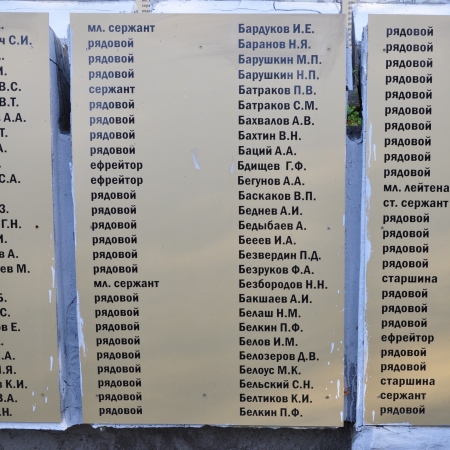 ч С.И.
И.
В.С.
В.Т.
А.А.
Т.
А.
С.А.
З.
Г.Н.
И.
А.
ев М.
Б.
С.
ов Е.
.А.
.Я.
К.И.
В.А.
.Н.
мл. сержант Бардуков И.Е.
рядовой Баранов Н.Я.
рядовой Барушкин М.П.
рядовой Барушкин Н.П.
сержант Батраков П.В.
рядовой Батраков С.М.
рядовой Бахвалов А.В.
рядовой Бахтин В.Н.
рядовой Баций А.А.
ефрейтор Бдищев Г.Ф.
ефрейтор Бегунов А.А.
рядовой Баскаков В.П.
рядовой Беднев А.И.
рядовой Бедыбаев А.
рядовой Бееев И.А.
рядовой Безвердин П.Д.
рядовой Безруков Ф.А.
мл. сержант Безбородов Н.Н.
рядовой Бакшаев А.И.
рядовой Белаш Н.М.
рядовой Белкин П.Ф.
рядовой Белов И.М.
рядовой Белозеров Д.В.
рядовой Белоус М.К.
рядовой Бельский С.Н.
рядовой Белтиков К.И.
рядовой Белкин П.Ф.
рядовой
рядовой
рядовой
рядовой
рядовой
рядовой
рядовой
рядовой
рядовой
рядовой
мл. лейтена
ст. сержант
рядовой
рядовой
рядовой
рядовой
старшина
рядовой
рядовой
рядовой
ефрейтор
рядовой
рядовой
старшина
сержант
рядовой